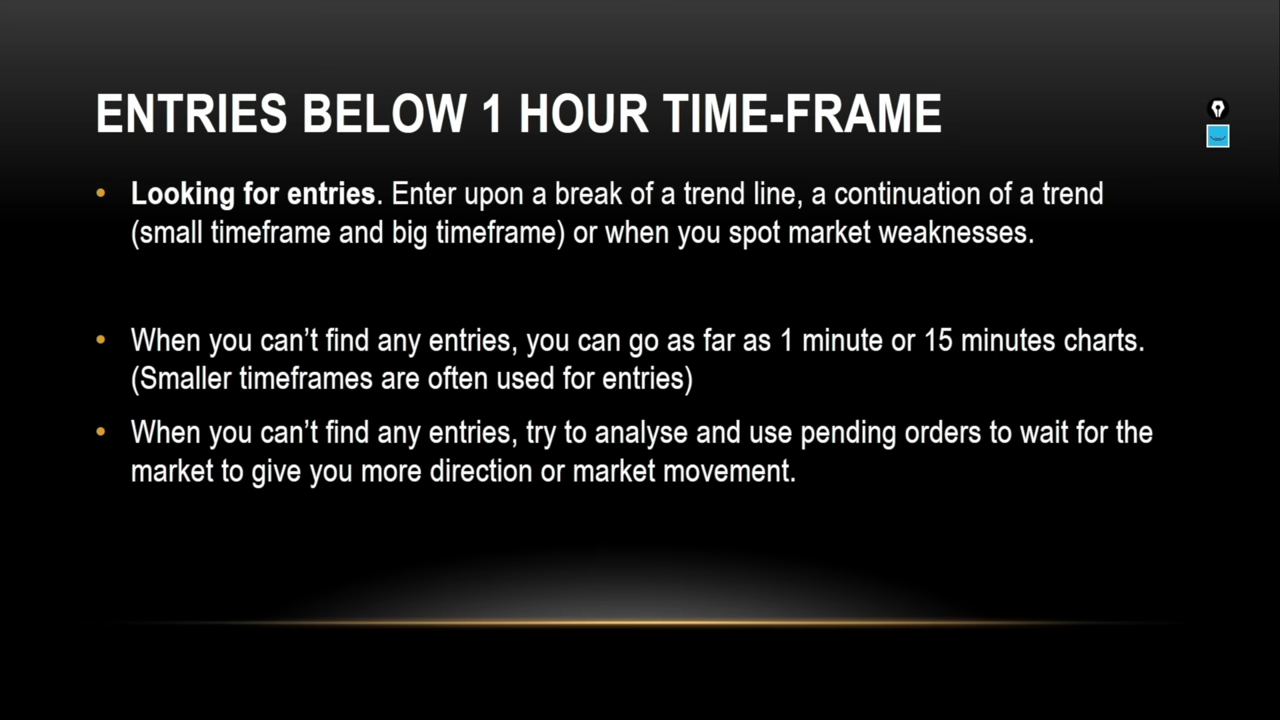 ENTRIES BELOW 1 HOUR TIME-FRAME
• Looking for entries. Enter upon a break of a trend line, a continuation of a trend
(small timeframe and big timeframe) or when you spot market weaknesses.
• When you can't find any entries, you can go as far as 1 minute or 15 minutes charts.
(Smaller timeframes are often used for entries)
• When you can't find any entries, try to analyse and use pending orders to wait for the
market to give you more direction or market movement.